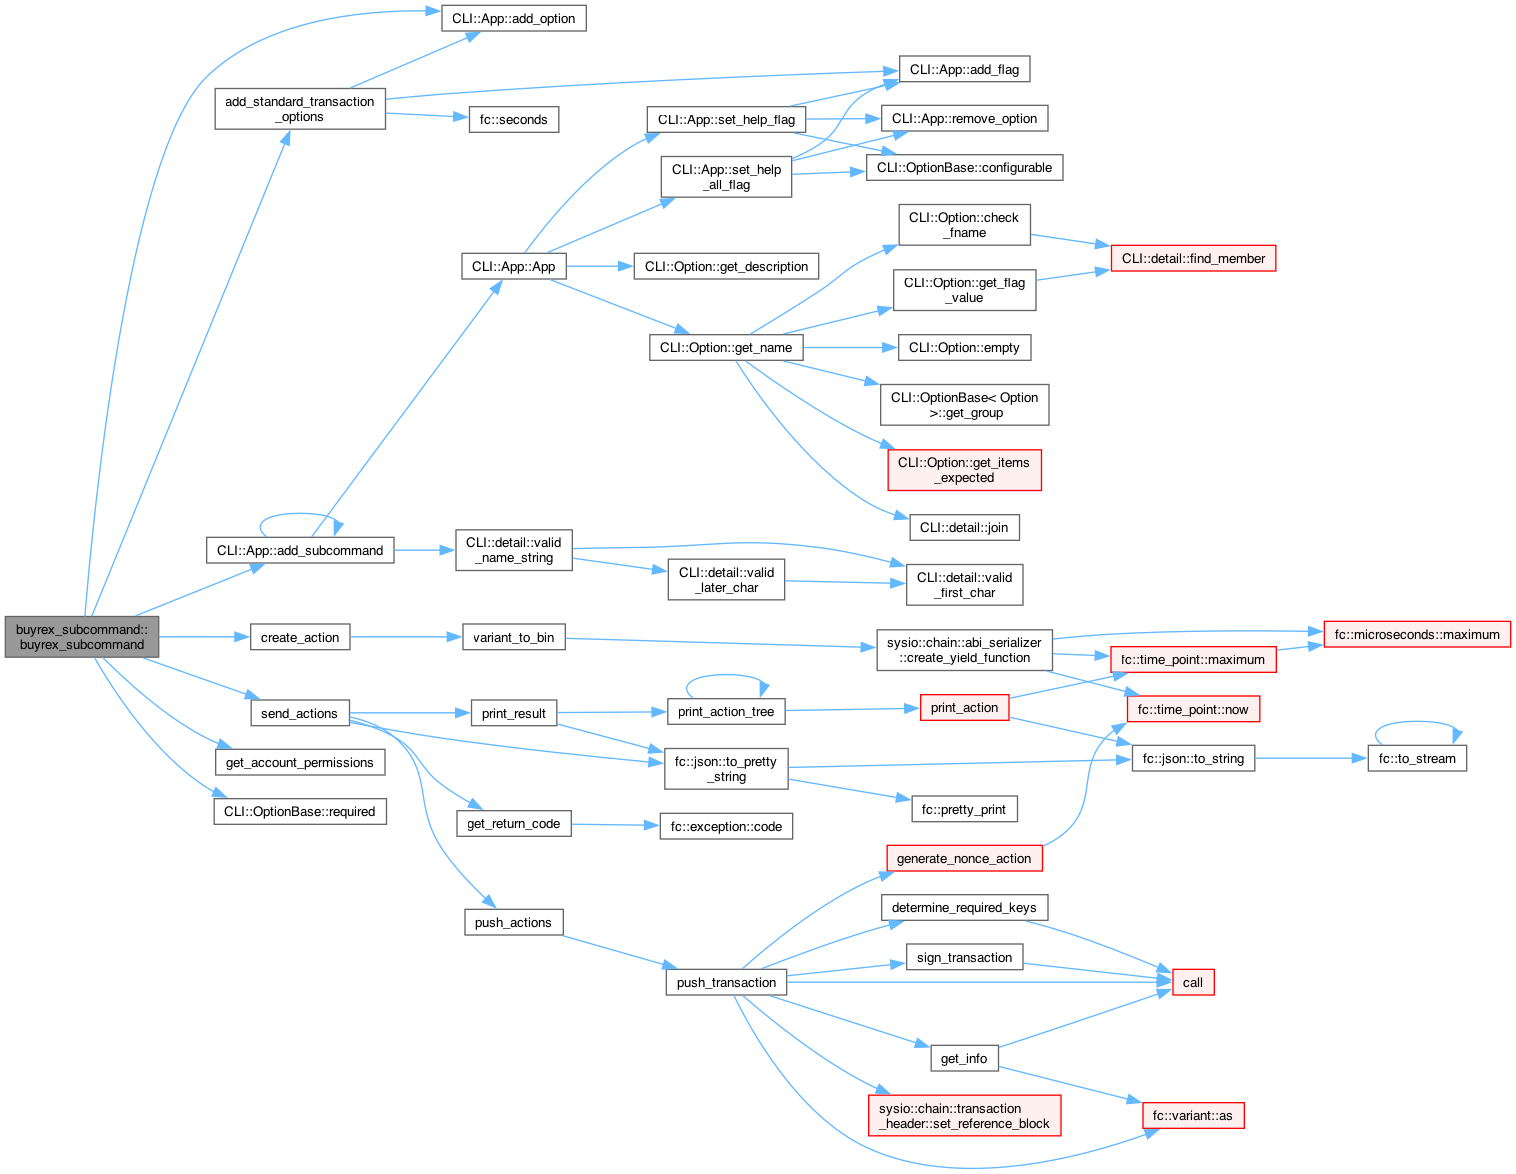 CLI::App::add_option
CLI::App::add_flag
add_standard_transaction
_options
fc::seconds
CLI::App::set_help_flag
CLI::App::remove_option
CLI::App::set_help
_all_flag
CLI::OptionBase::configurable
CLI::Option::check
_fname
CLI::App::App
CLI::Option::get_description
CLI::detail::find_member
CLI::Option::get_flag
_value
CLI::Option::get_name
CLI::Option::empty
CLI::OptionBase< Option
>::get_group
CLI::Option::get_items
_expected
CLI::detail::join
CLI::App::add_subcommand
CLI::detail::valid
_name_string
CLI::detail::valid
_later_char
CLI::detail::valid
_first_char
buyrex_subcommand::
buyrex_subcommand
create_action
variant_to_bin
sysio::chain::abi_serializer
::create_yield_function
fc::microseconds::maximum
fc::time_point::maximum
send_actions
print_result
print_action_tree
print_action
fc::time_point::now
get_account_permissions
fc::json::to_pretty
_string
fc::json::to_string
fc::to_stream
CLI::OptionBase::required
get_return_code
fc::exception::code
fc::pretty_print
generate_nonce_action
push_actions
determine_required_keys
sign_transaction
push_transaction
call
get_info
sysio::chain::transaction
_header::set_reference_block
fc::variant::as